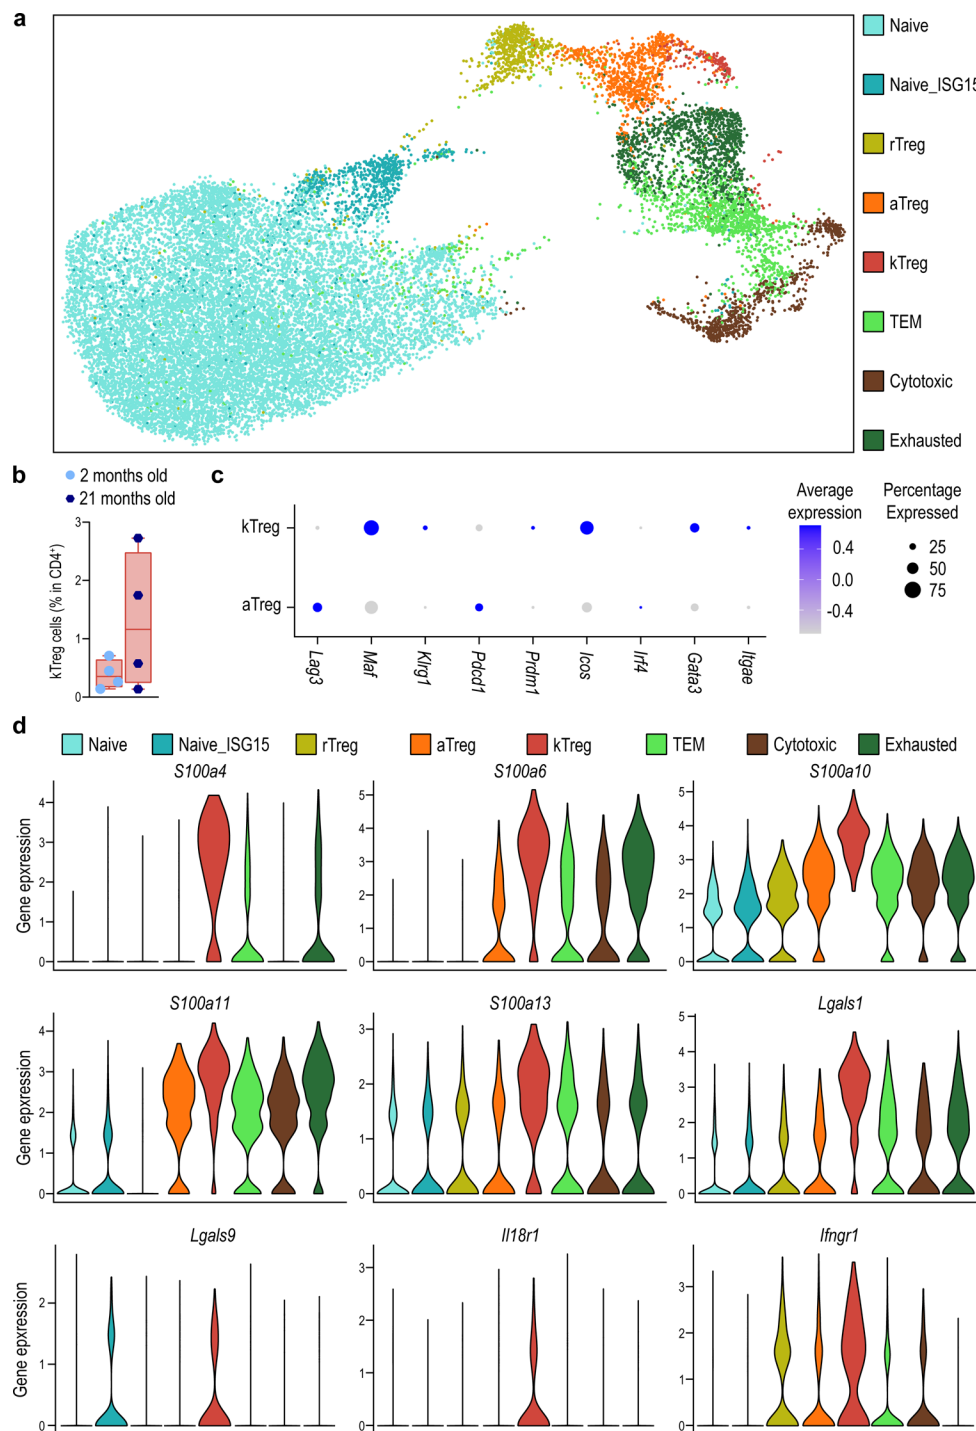 a
Naive
Naive_ISG15
rTreg
aTreg
kTreg
TEM
Cytotoxic
Exhausted
b
2 months old
21 months old
kTreg cells (% in CD4+)
3
2
1
0
c
kTreg
aTreg
Lag3
Maf
Klrg1
Pdcd1
Prdm1
Icos
Irf4
Gata3
Itgae
Average
expression
0.4
0.0
-0.4
Percentage
Expressed
25
50
75
d
Naive Naive_ISG15 rTreg aTreg kTreg TEM Cytotoxic Exhausted
S100a4
Gene epxression
4
3
2
1
0
S100a6
5
4
3
2
1
0
S100a10
5
4
3
2
1
0
S100a11
Gene epxression
4
3
2
1
0
S100a13
3
2
1
0
Lgals1
5
4
3
2
1
0
Lgals9
Gene epxression
2
1
0
Il18r1
3
2
1
0
Ifngr1
3
2
1
0